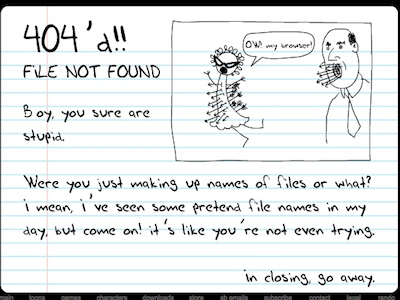 404'd!!
FiLE NOT FOUND
OW! my browser!
Boy, you sure are
stupid.
Were you just making up names of files or what?
i mean, i've seen some pretend file names in my
day, but come on! it's like you're not even trying.
in closing, go away.
main toons games characters downloads store sb emails subscribe contact legal rando